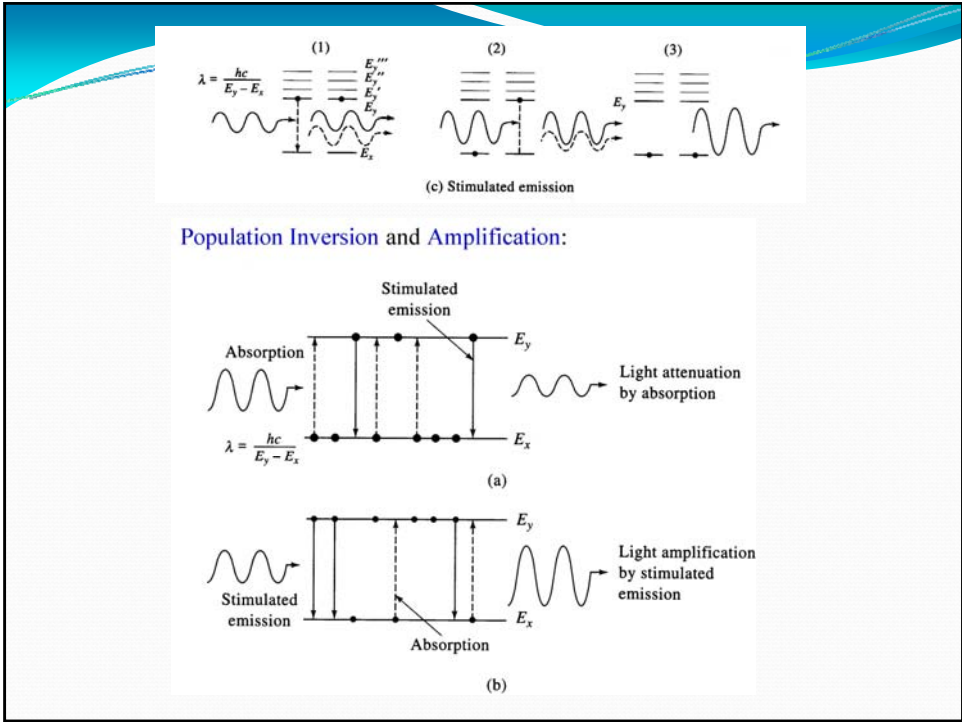 (1) (2) (3)
λ = hc / (E_y − E_x)
E_y'''
E_y''
E_y'
E_y
E_x
E_y
(c) Stimulated emission
Population Inversion and Amplification:
Stimulated
emission
E_y
Absorption
Light attenuation
by absorption
λ = hc / (E_y − E_x)
E_x
(a)
E_y
Light amplification
by stimulated
emission
Stimulated
emission
E_x
Absorption
(b)